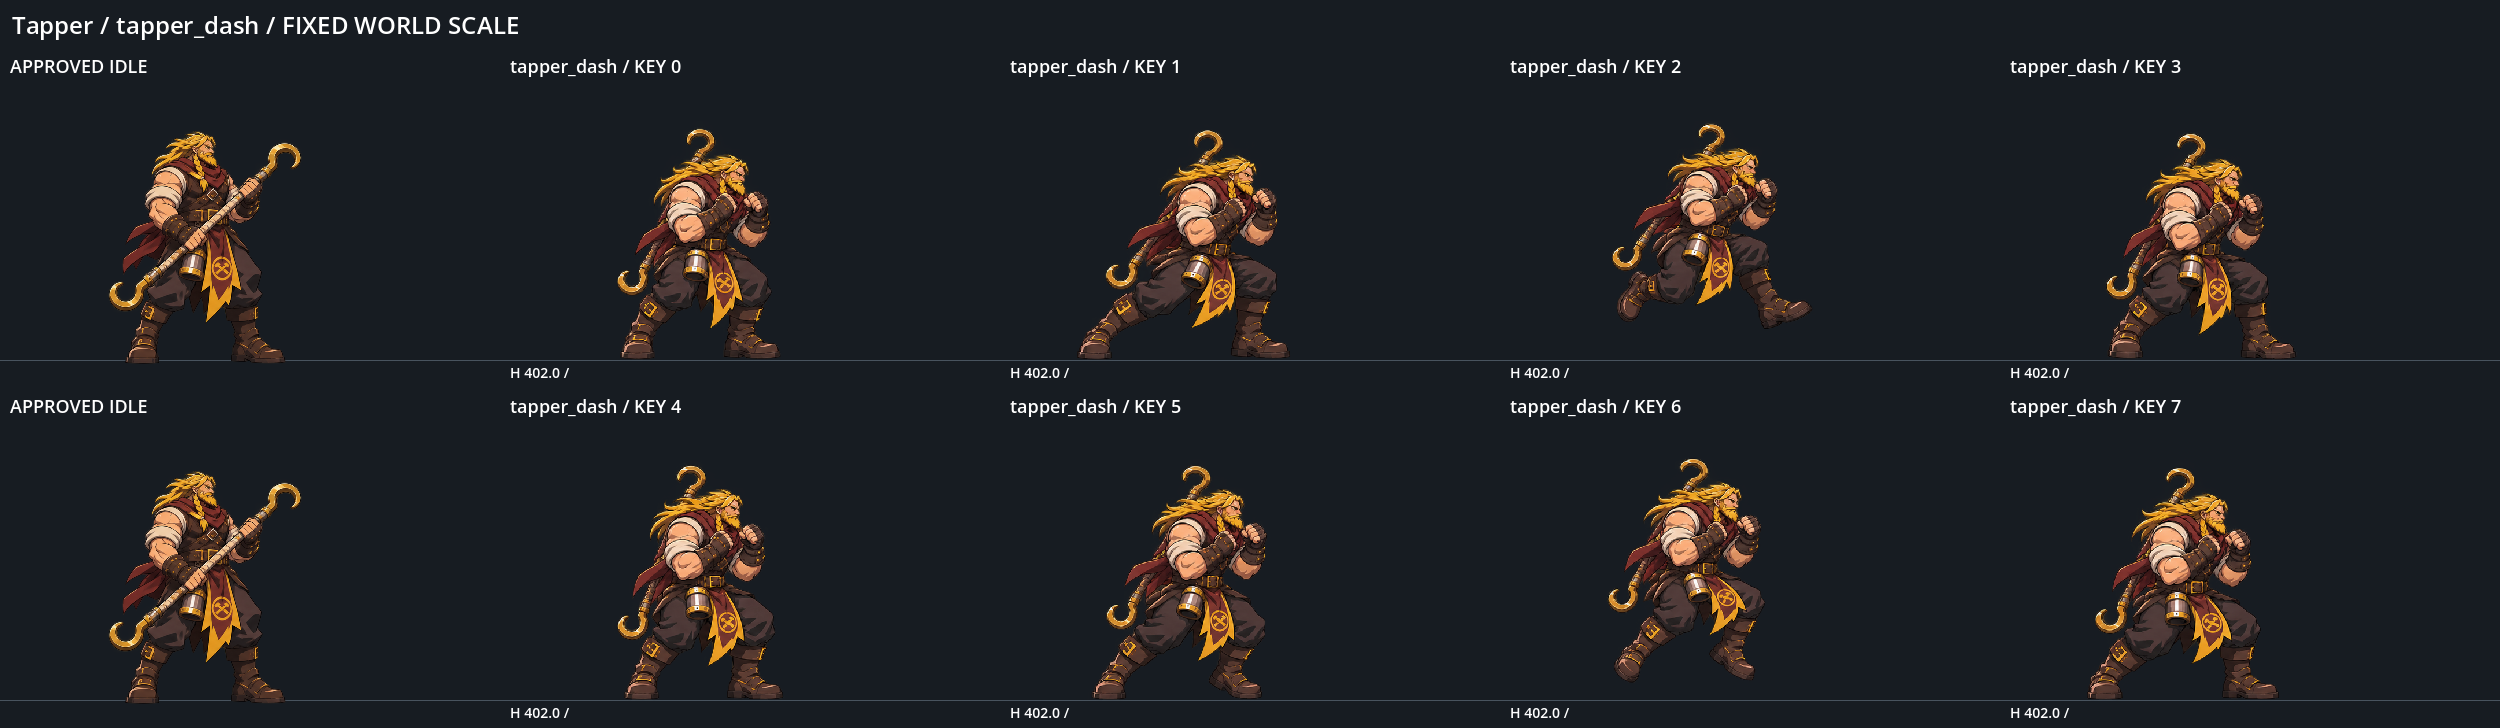 Tapper / tapper_dash / FIXED WORLD SCALE
APPROVED IDLE
tapper_dash / KEY 0
tapper_dash / KEY 1
tapper_dash / KEY 2
tapper_dash / KEY 3
H 402.0 /
H 402.0 /
H 402.0 /
H 402.0 /
APPROVED IDLE
tapper_dash / KEY 4
tapper_dash / KEY 5
tapper_dash / KEY 6
tapper_dash / KEY 7
H 402.0 /
H 402.0 /
H 402.0 /
H 402.0 /